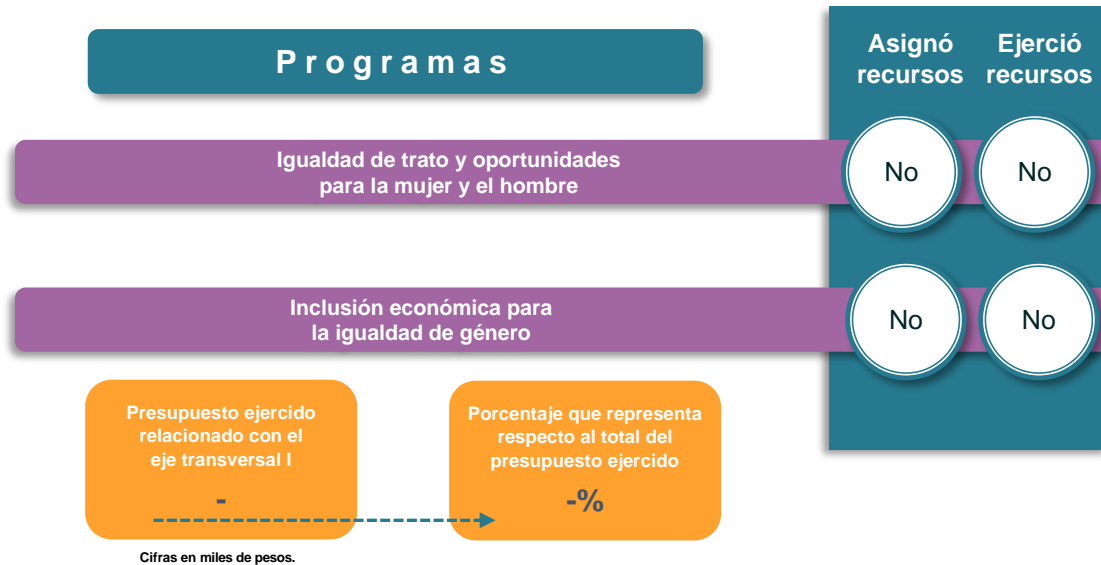 Programas
Asignó
recursos
Ejerció
recursos
Igualdad de trato y oportunidades
para la mujer y el hombre
No
No
Inclusión económica para
la igualdad de género
No
No
Presupuesto ejercido
relacionado con el
eje transversal I
-
Porcentaje que representa
respecto al total del
presupuesto ejercido
-%
Cifras en miles de pesos.